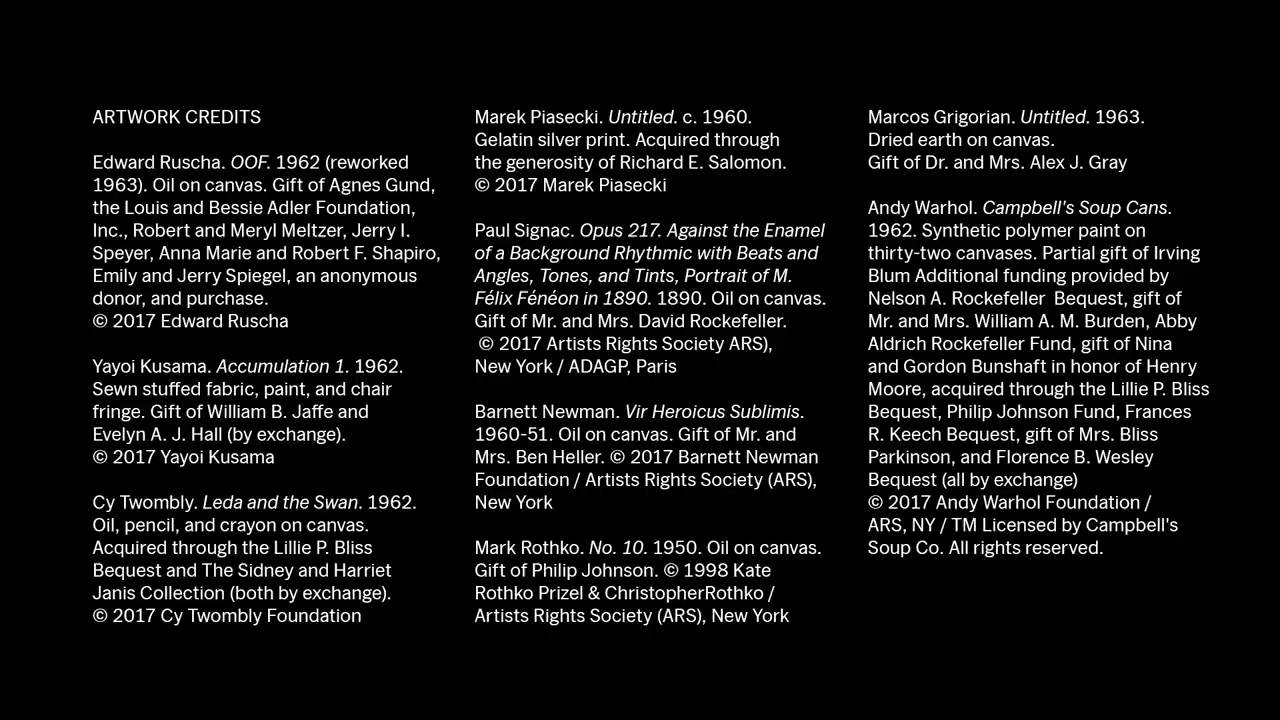 ARTWORK CREDITS
Edward Ruscha. OOF. 1962 (reworked
1963). Oil on canvas. Gift of Agnes Gund,
the Louis and Bessie Adler Foundation,
Inc., Robert and Meryl Meltzer, Jerry I.
Speyer, Anna Marie and Robert F. Shapiro,
Emily and Jerry Spiegel, an anonymous
donor, and purchase.
© 2017 Edward Ruscha
Yayoi Kusama. Accumulation 1. 1962.
Sewn stuffed fabric, paint, and chair
fringe. Gift of William B. Jaffe and
Evelyn A. J. Hall (by exchange).
© 2017 Yayoi Kusama
Cy Twombly. Leda and the Swan. 1962.
Oil, pencil, and crayon on canvas.
Acquired through the Lillie P. Bliss
Bequest and The Sidney and Harriet
Janis Collection (both by exchange).
© 2017 Cy Twombly Foundation
Marek Piasecki. Untitled. c. 1960.
Gelatin silver print. Acquired through
the generosity of Richard E. Salomon.
© 2017 Marek Piasecki
Paul Signac. Opus 217. Against the Enamel
of a Background Rhythmic with Beats and
Angles, Tones, and Tints, Portrait of M.
Félix Fénéon in 1890. 1890. Oil on canvas.
Gift of Mr. and Mrs. David Rockefeller.
© 2017 Artists Rights Society ARS),
New York / ADAGP, Paris
Barnett Newman. Vir Heroicus Sublimis.
1960-51. Oil on canvas. Gift of Mr. and
Mrs. Ben Heller. © 2017 Barnett Newman
Foundation / Artists Rights Society (ARS),
New York
Mark Rothko. No. 10. 1950. Oil on canvas.
Gift of Philip Johnson. © 1998 Kate
Rothko Prizel & ChristopherRothko /
Artists Rights Society (ARS), New York
Marcos Grigorian. Untitled. 1963.
Dried earth on canvas.
Gift of Dr. and Mrs. Alex J. Gray
Andy Warhol. Campbell's Soup Cans.
1962. Synthetic polymer paint on
thirty-two canvases. Partial gift of Irving
Blum Additional funding provided by
Nelson A. Rockefeller  Bequest, gift of
Mr. and Mrs. William A. M. Burden, Abby
Aldrich Rockefeller Fund, gift of Nina
and Gordon Bunshaft in honor of Henry
Moore, acquired through the Lillie P. Bliss
Bequest, Philip Johnson Fund, Frances
R. Keech Bequest, gift of Mrs. Bliss
Parkinson, and Florence B. Wesley
Bequest (all by exchange)
© 2017 Andy Warhol Foundation /
ARS, NY / TM Licensed by Campbell's
Soup Co. All rights reserved.